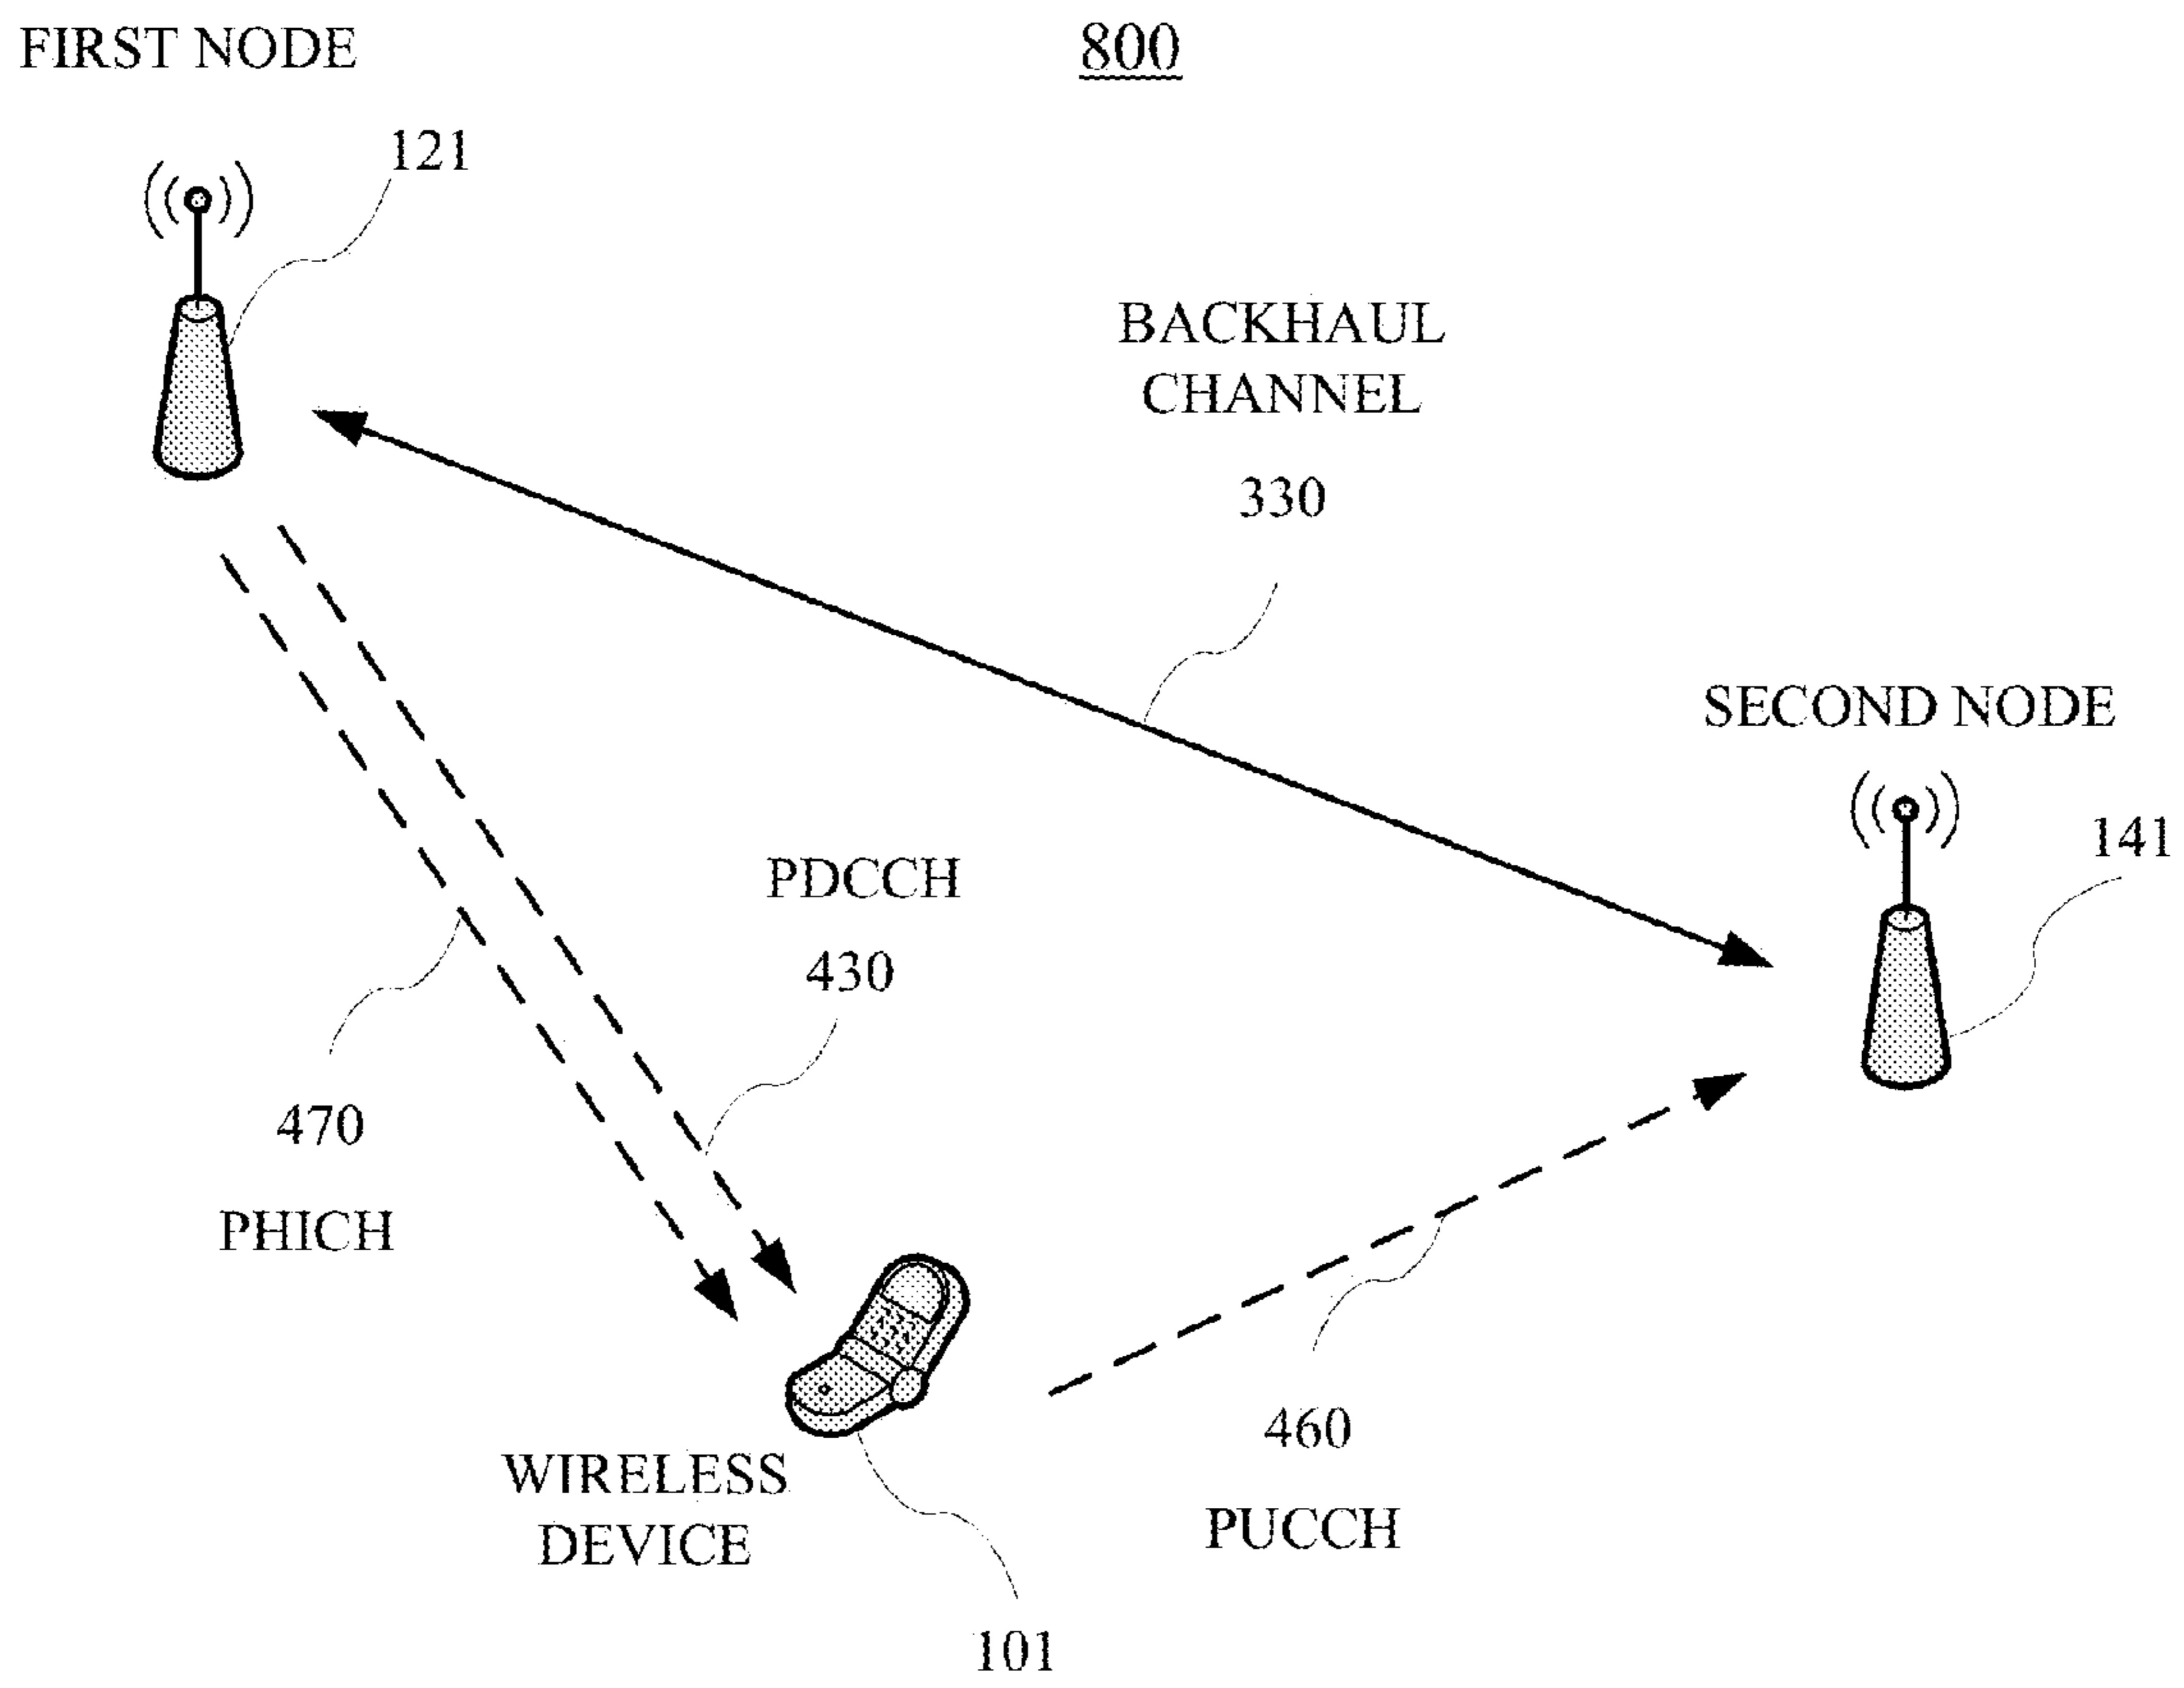 FIRST NODE
800
121
BACKHAUL
CHANNEL
330
SECOND NODE
141
PDCCH
430
470
PHICH
460
PUCCH
WIRELESS
DEVICE
101